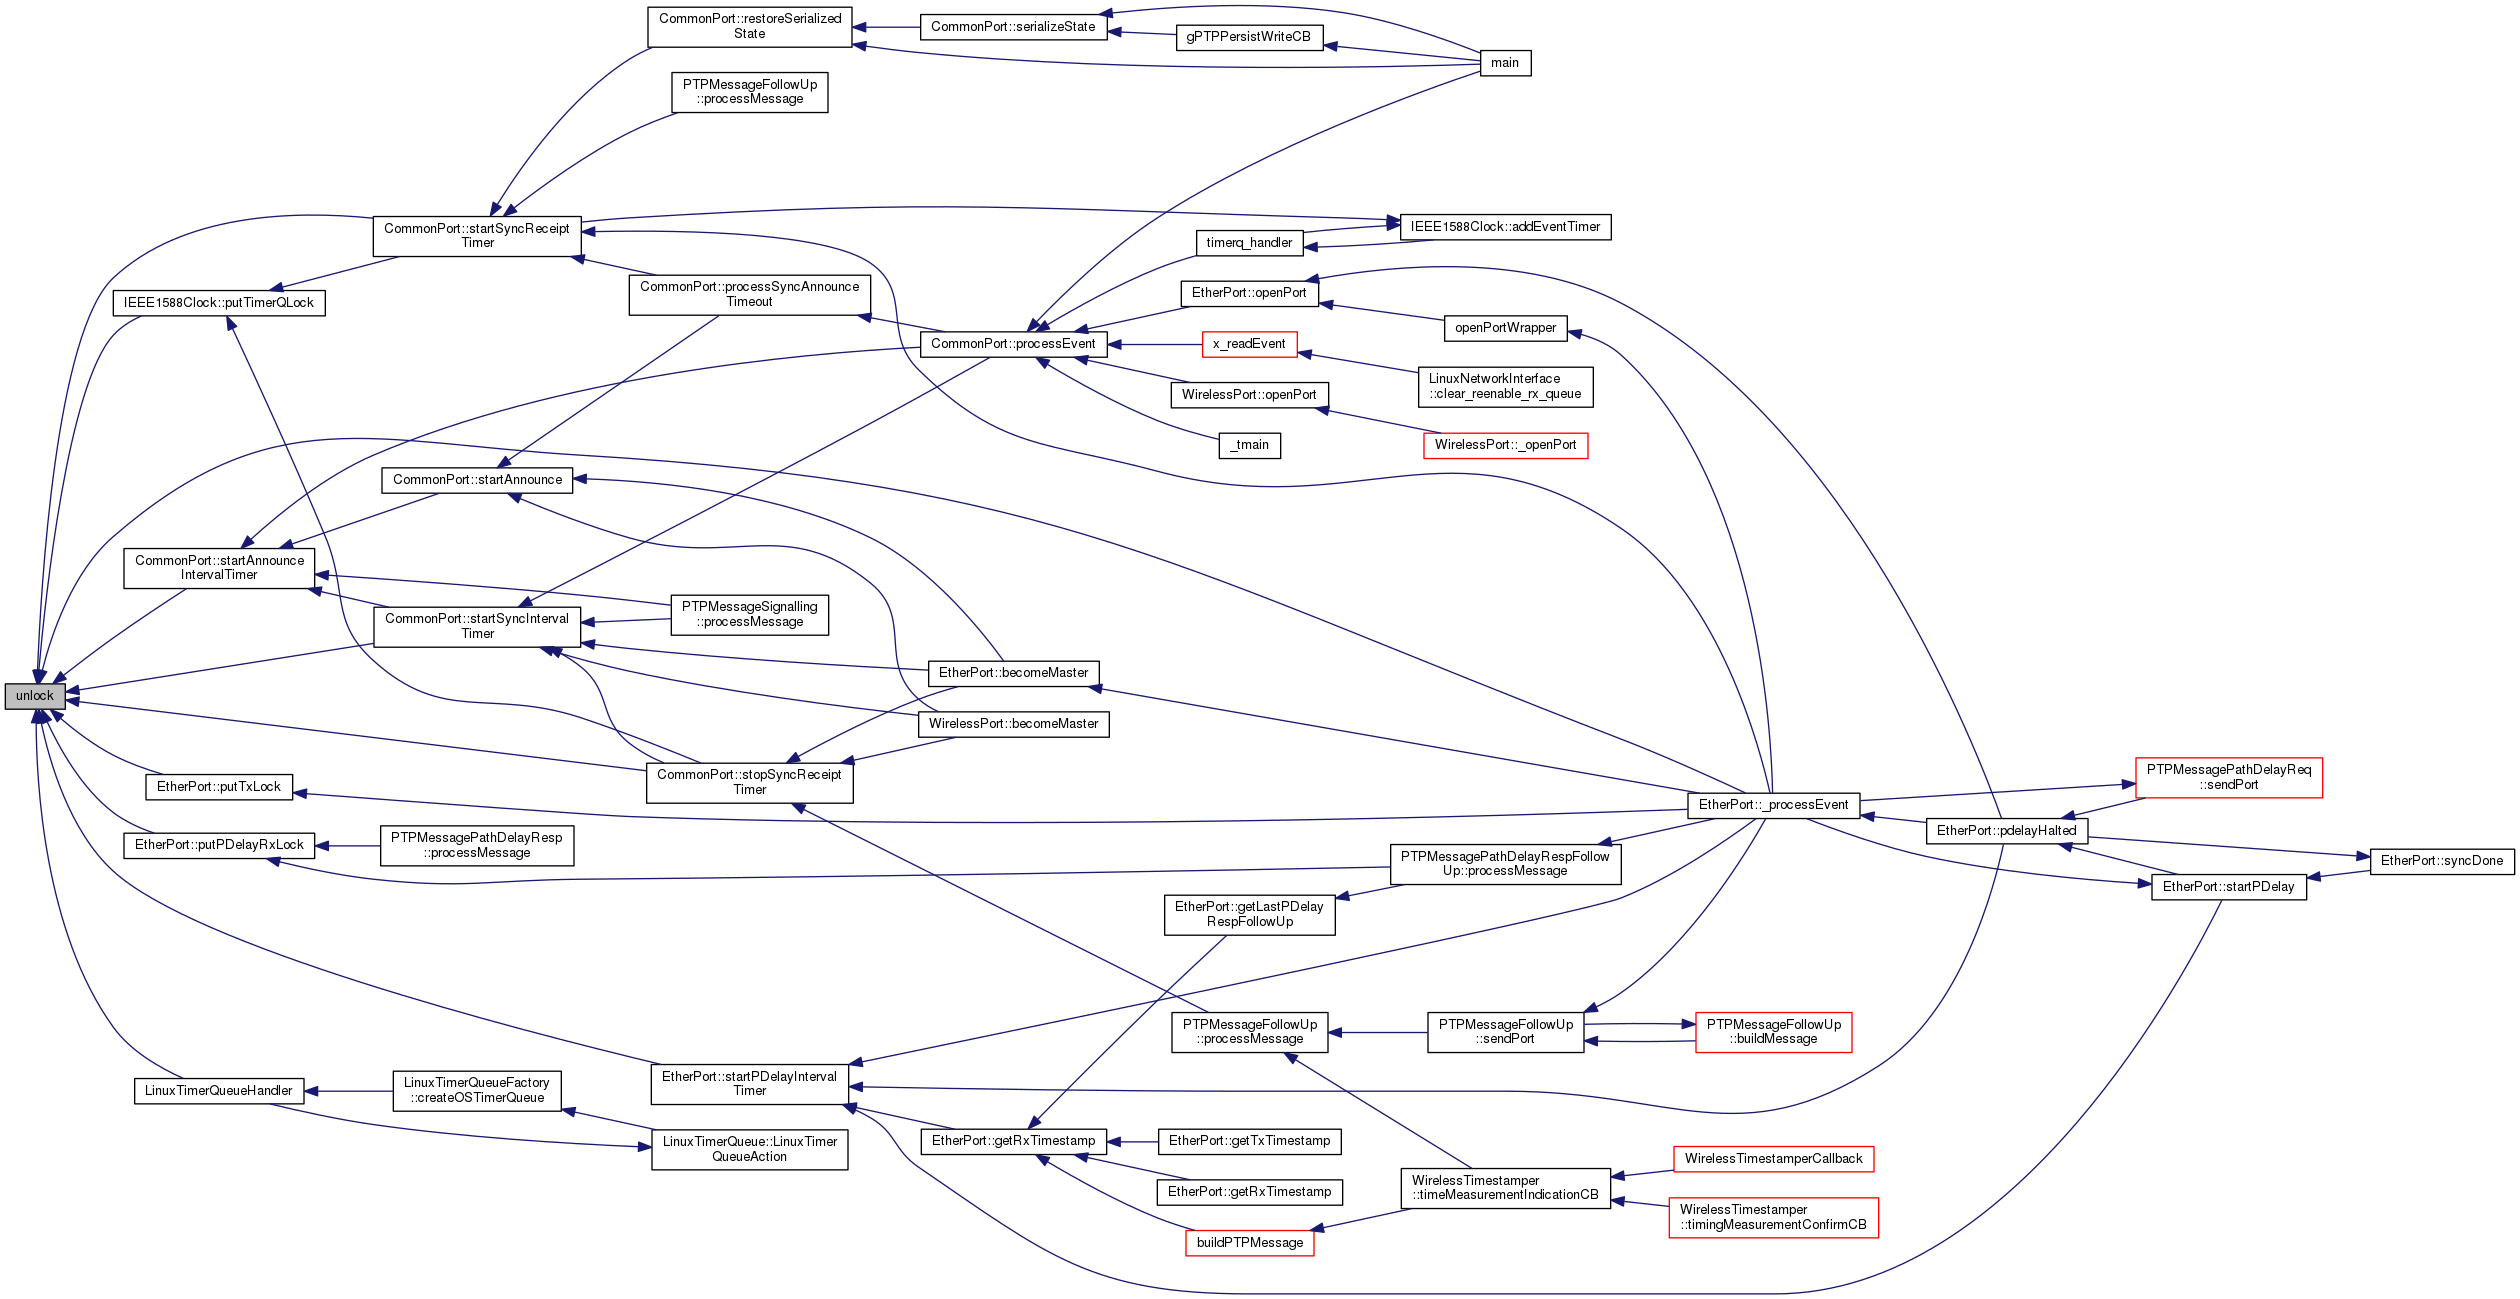 CommonPort::restoreSerialized
State
CommonPort::serializeState
gPTPPersistWriteCB
main
PTPMessageFollowUp
::processMessage
CommonPort::startSyncReceipt
Timer
IEEE1588Clock::addEventTimer
timerq_handler
IEEE1588Clock::putTimerQLock
CommonPort::processSyncAnnounce
Timeout
EtherPort::openPort
openPortWrapper
CommonPort::processEvent
x_readEvent
LinuxNetworkInterface
::clear_reenable_rx_queue
WirelessPort::openPort
_tmain
WirelessPort::_openPort
CommonPort::startAnnounce
CommonPort::startAnnounce
IntervalTimer
CommonPort::startSyncInterval
Timer
PTPMessageSignalling
::processMessage
EtherPort::becomeMaster
unlock
WirelessPort::becomeMaster
CommonPort::stopSyncReceipt
Timer
EtherPort::putTxLock
EtherPort::_processEvent
PTPMessagePathDelayReq
::sendPort
EtherPort::pdelayHalted
EtherPort::putPDelayRxLock
PTPMessagePathDelayResp
::processMessage
PTPMessagePathDelayRespFollow
Up::processMessage
EtherPort::syncDone
EtherPort::startPDelay
EtherPort::getLastPDelay
RespFollowUp
PTPMessageFollowUp
::processMessage
PTPMessageFollowUp
::sendPort
PTPMessageFollowUp
::buildMessage
LinuxTimerQueueHandler
LinuxTimerQueueFactory
::createOSTimerQueue
EtherPort::startPDelayInterval
Timer
LinuxTimerQueue::LinuxTimer
QueueAction
EtherPort::getRxTimestamp
EtherPort::getTxTimestamp
EtherPort::getRxTimestamp
buildPTPMessage
WirelessTimestamper
::timeMeasurementIndicationCB
WirelessTimestamperCallback
WirelessTimestamper
::timingMeasurementConfirmCB